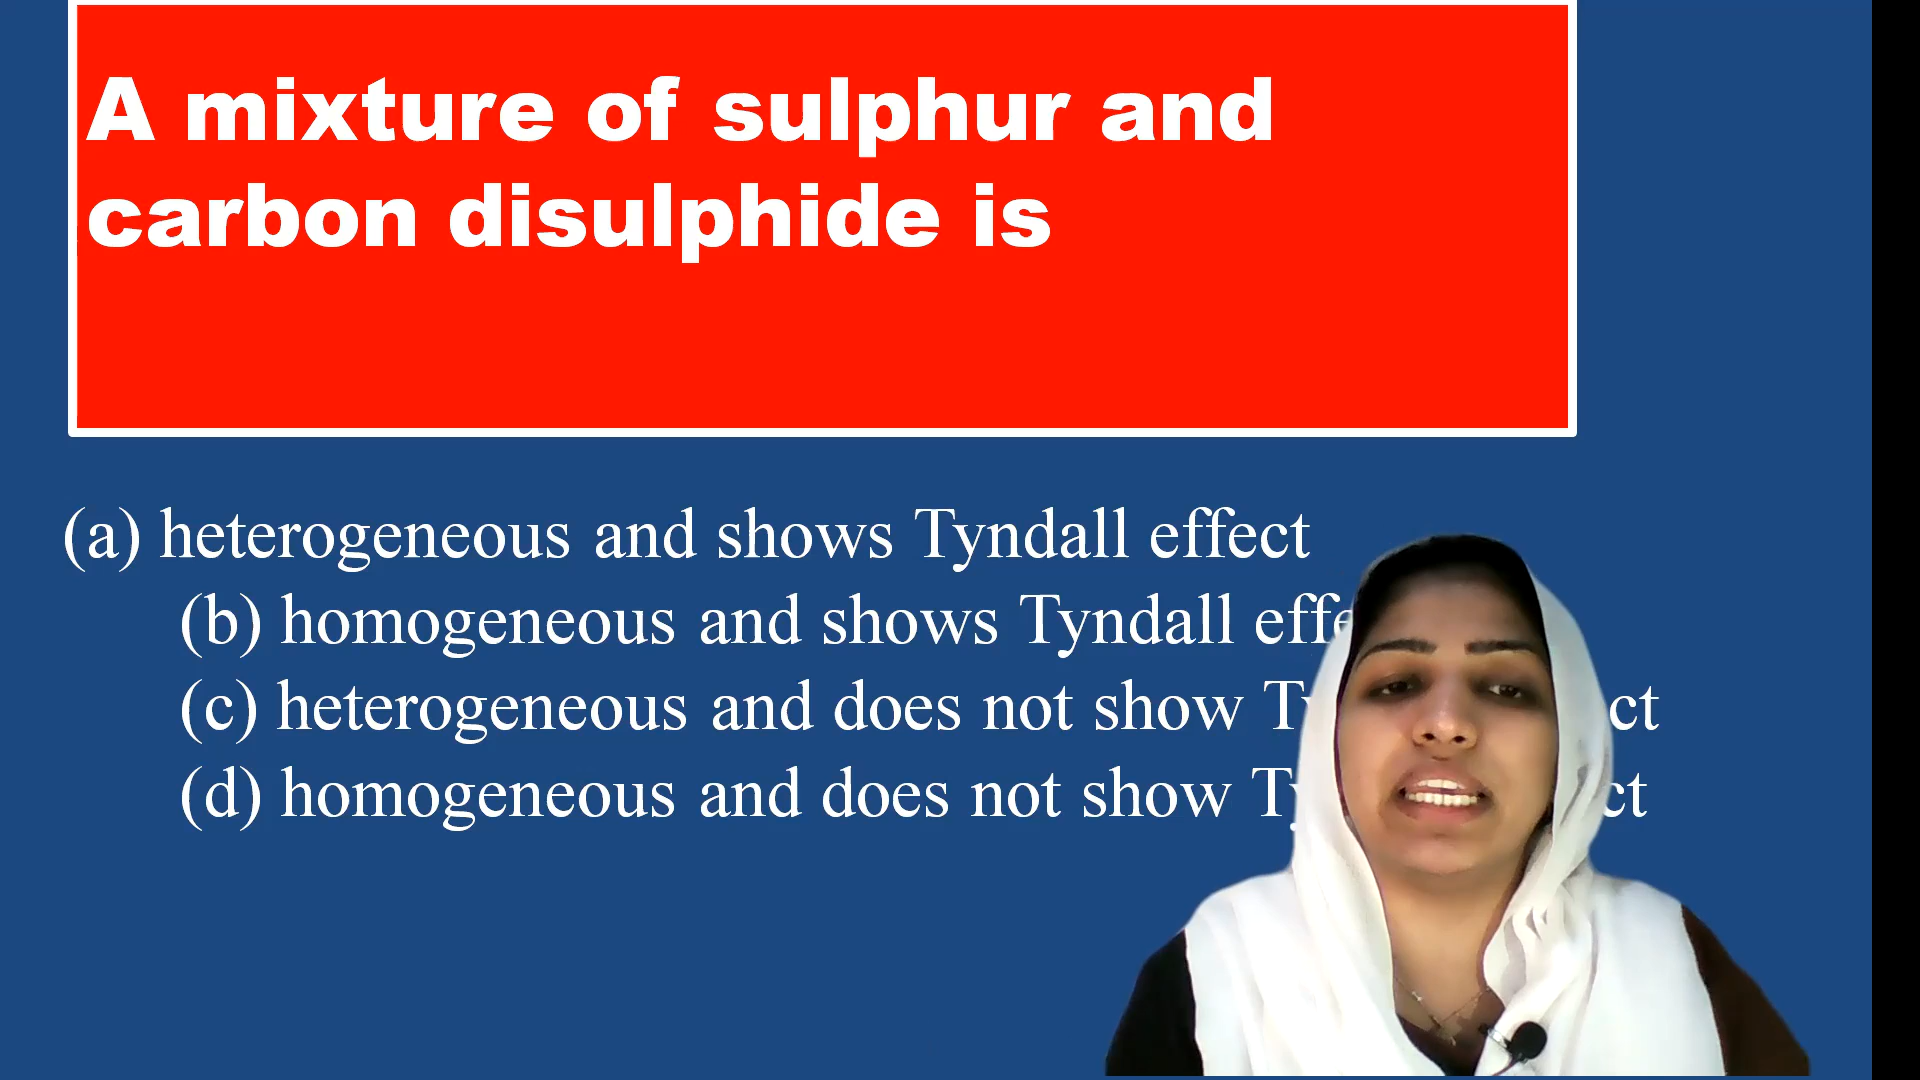 A mixture of sulphur and
carbon disulphide is
(a) heterogeneous and shows Tyndall effect
(b) homogeneous and shows Tyndall
(c) heterogeneous and does not show
(d) homogeneous and does not show